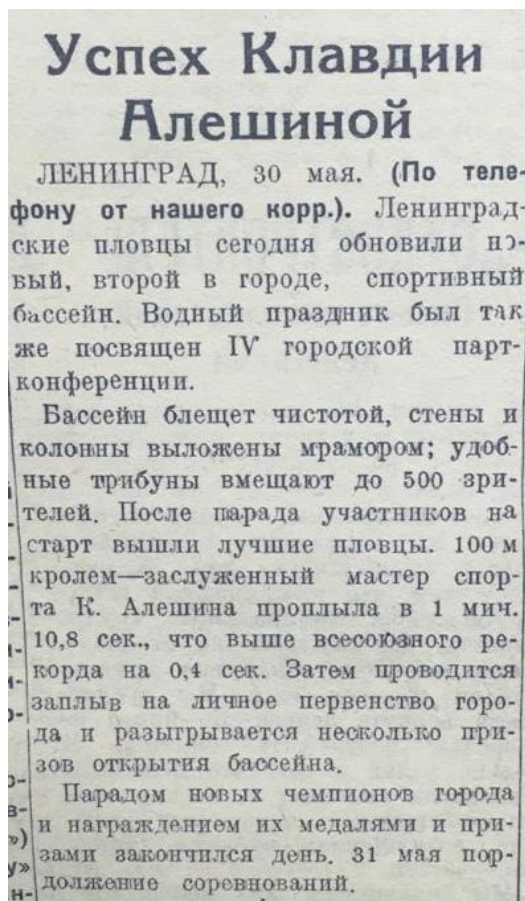 Успех Клавдии
Алешиной
ЛЕНИНГРАД, 30 мая. (По теле-
фону от нашего корр.). Ленинград-
ские пловцы сегодня обновили но-
вый, второй в городе, спортивный
бассейн. Водный праздник был так
же посвящен IV городской парт-
конференции.
Бассейн блещет чистотой, стены и
колонны выложены мрамором; удоб-
ные трибуны вмещают до 500 зри-
телей. После парада участников на
старт вышли лучшие пловцы. 100 м
кролем—заслуженный мастер спор-
та К. Алешина проплыла в 1 мич.
10,8 сек., что выше всесоюзного ре-
корда на 0,4 сек. Затем проводится
заплыв на личное первенство горо-
да и разыгрывается несколько при-
зов открытия бассейна.
Парадом новых чемпионов города
и награждением их медалями и при-
зами закончился день. 31 мая пор-
должение соревнований.